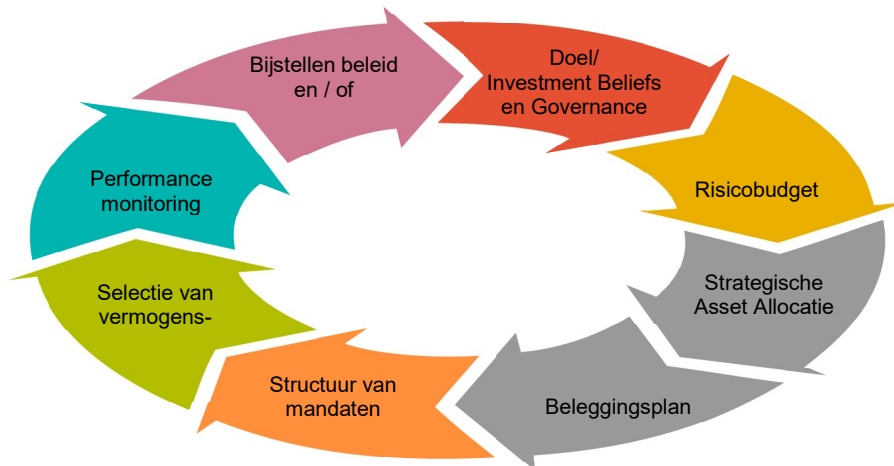 Doel/
Investment Beliefs
en Governance
Risicobudget
Strategische
Asset Allocatie
Beleggingsplan
Structuur van
mandaten
Selectie van
vermogens-
Performance
monitoring
Bijstellen beleid
en / of